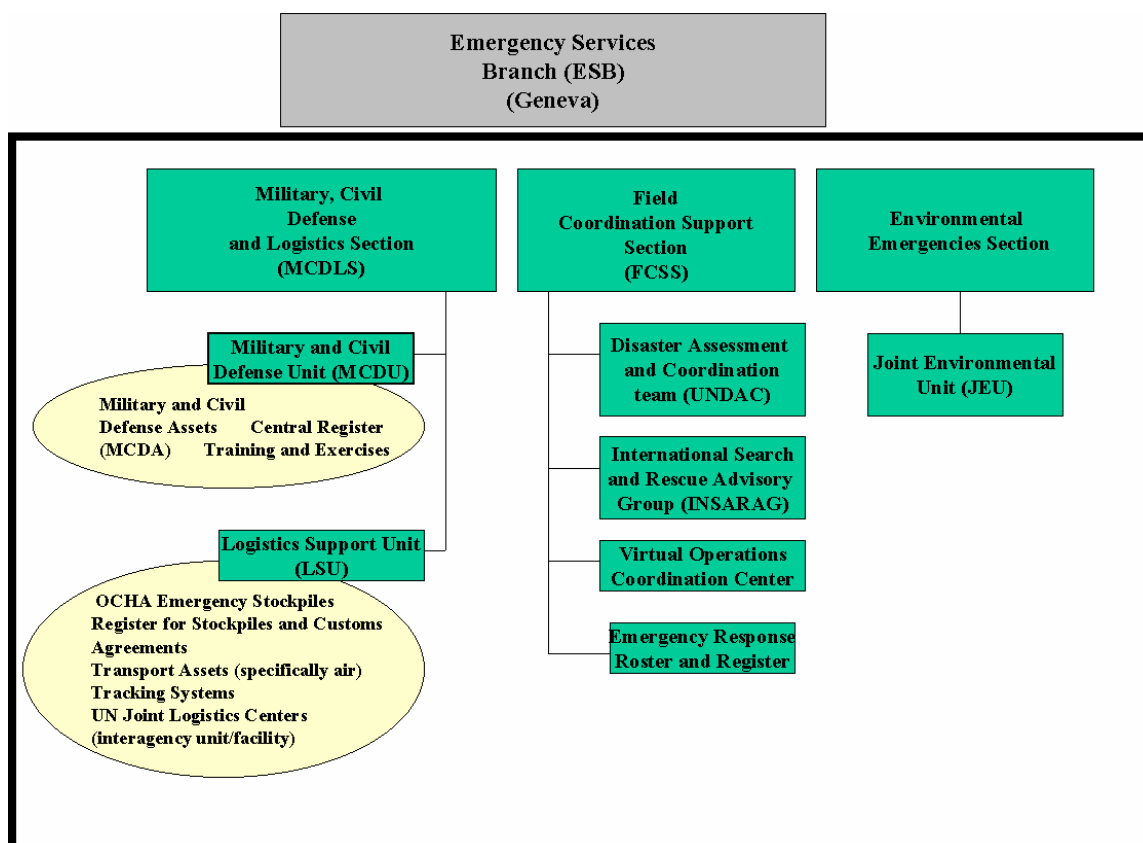 Emergency Services
Branch (ESB)
(Geneva)
Military, Civil
Defense
and Logistics Section
(MCDLS)
Field
Coordination Support
Section
(FCSS)
Environmental
Emergencies Section
Military and Civil
Defense Unit (MCDU)
Military and Civil
Defense Assets Central Register
(MCDA) Training and Exercises
Logistics Support Unit
(LSU)
OCHA Emergency Stockpiles
Register for Stockpiles and Customs
Agreements
Transport Assets (specifically air)
Tracking Systems
UN Joint Logistics Centers
(interagency unit/facility)
Disaster Assessment
and Coordination
team (UNDAC)
International Search
and Rescue Advisory
Group (INSARAG)
Virtual Operations
Coordination Center
Emergency Response
Roster and Register
Joint Environmental
Unit (JEU)